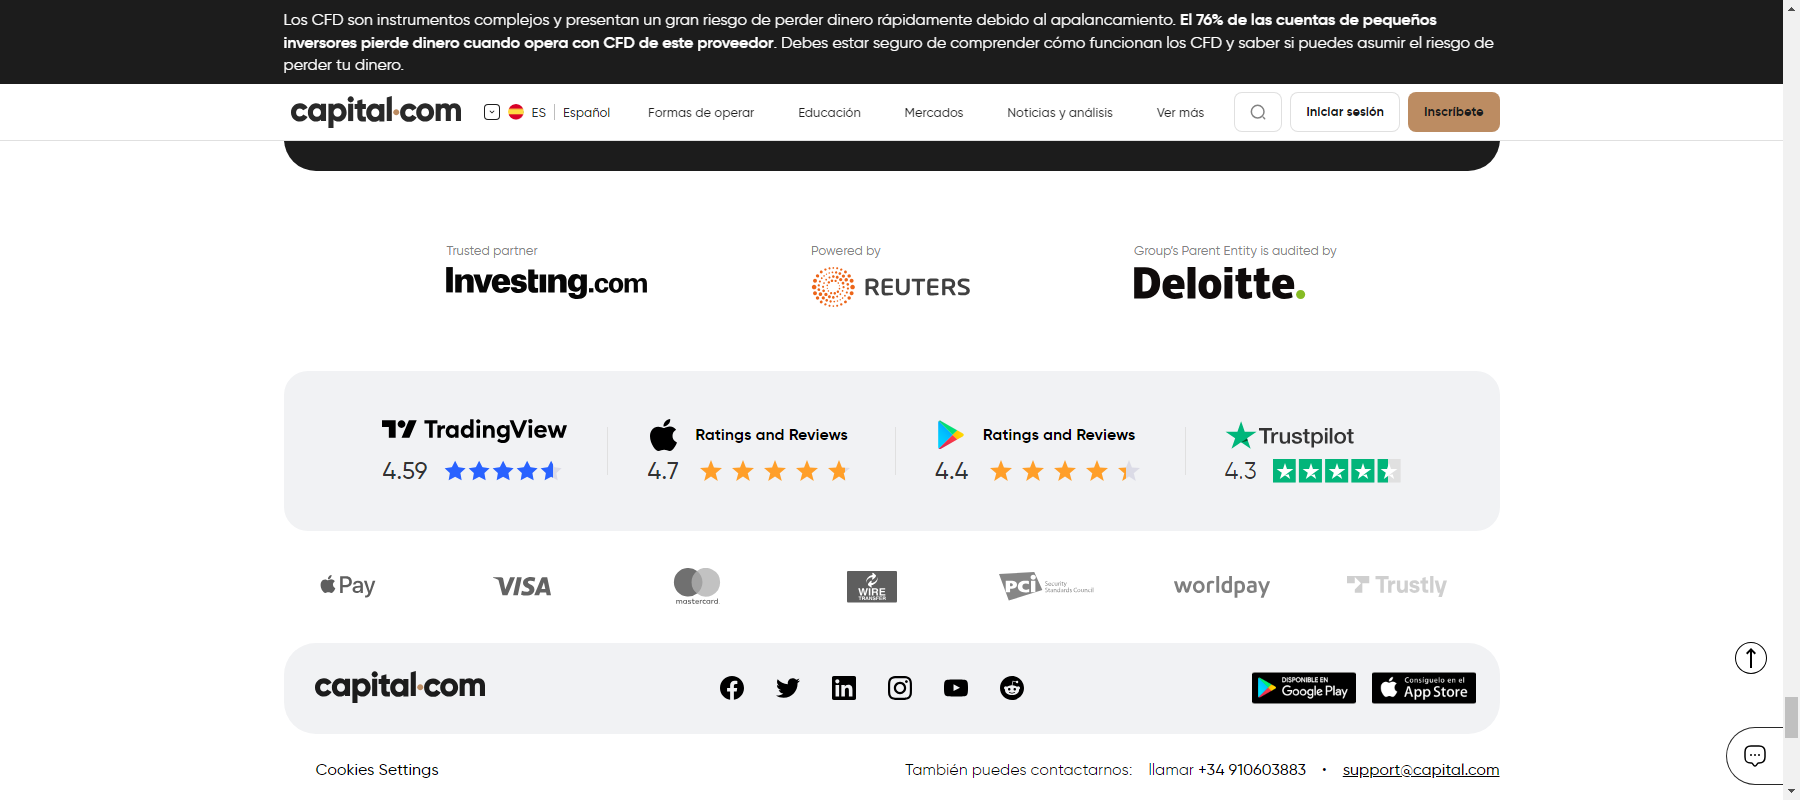 Los CFD son instrumentos complejos y presentan un gran riesgo de perder dinero rápidamente debido al apalancamiento. El 76% de las cuentas de pequeños
inversores pierde dinero cuando opera con CFD de este proveedor. Debes estar seguro de comprender cómo funcionan los CFD y saber si puedes asumir el riesgo de
perder tu dinero.
capital.com ES Español Formas de operar Educación Mercados Noticias y análisis Ver más Iniciar sesión Inscríbete
Trusted partner Powered by Group's Parent Entity is audited by
Investing.com REUTERS Deloitte.
TradingView Ratings and Reviews Ratings and Reviews Trustpilot
4.59 4.7 4.4 4.3
Pay VISA mastercard. WIRE TRANSFER PCI Security Standards Council worldpay Trustly
capital.com DISPONIBLE EN Google Play Consíguelo en el App Store
Cookies Settings También puedes contactarnos: llamar +34 910603883 • support@capital.com